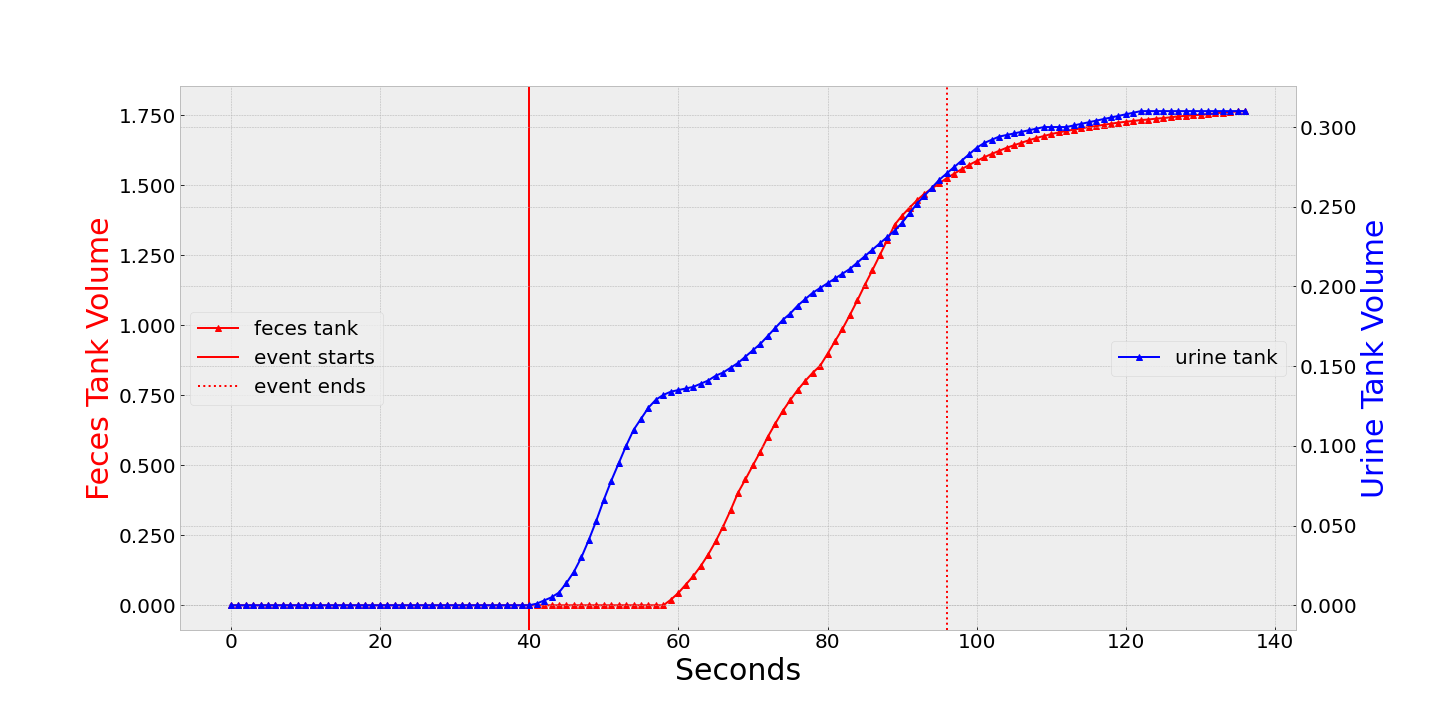 Feces Tank Volume
1.750
1.500
1.250
1.000
0.750
0.500
0.250
0.000
feces tank
event starts
event ends
urine tank
0.300
0.250
0.200
0.150
0.100
0.050
0.000
Urine Tank Volume
0 20 40 60 80 100 120 140
Seconds